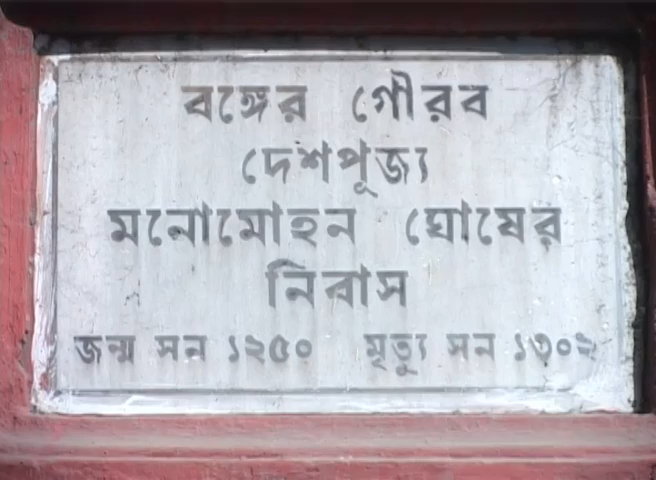 বঙ্গের গৌরব
দেশপূজ্য
মনোমোহন ঘোষের
নিবাস
জন্ম সন ১২৫০ মৃত্যু সন ১৩০২